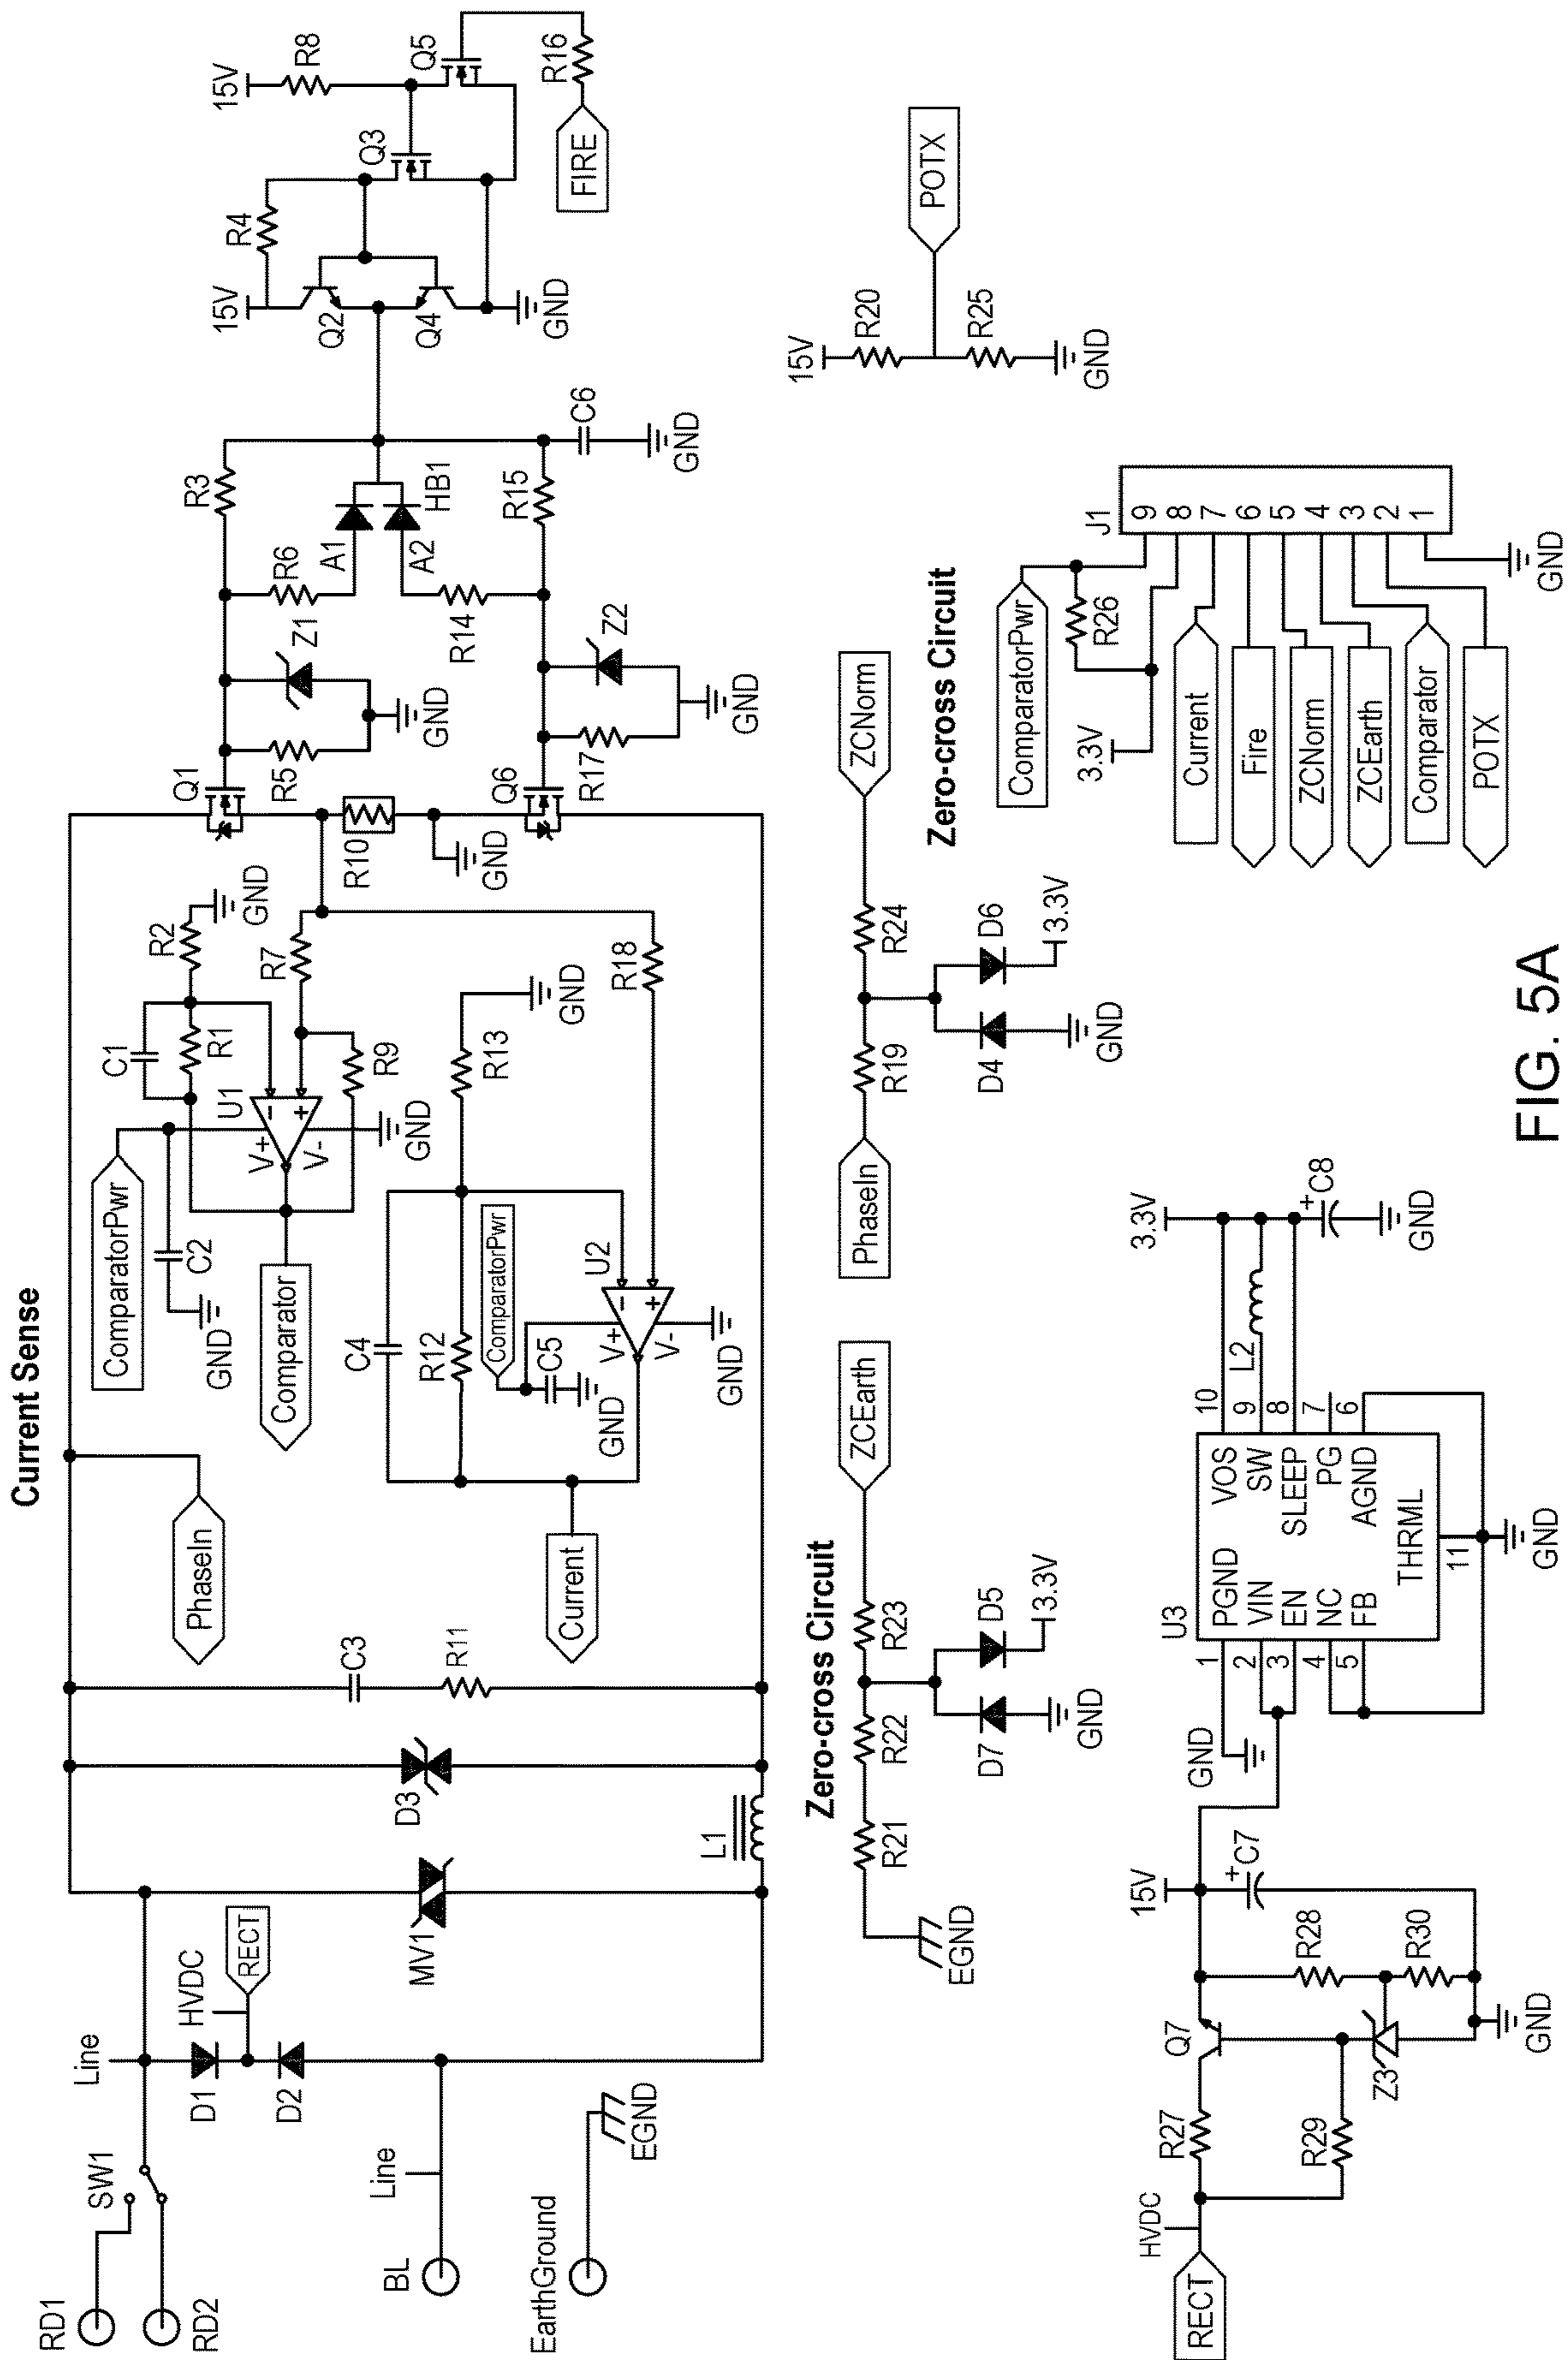 Current Sense
RD1
RD2
SW1
Line
D1
D2
HVDC
RECT
BL
Line
EarthGround
EGND
MV1
D3
L1
C3
R11
PhaseIn
ComparatorPwr
C2
GND
Comparator
V+
V-
U1
-
+
GND
C1
R1
R2
GND
R7
R9
C4
R12
R13
GND
ComparatorPwr
C5
GND
V+
V-
U2
-
+
GND
R18
Current
Q1
R10
GND
Q6
R5
Z1
GND
R17
Z2
GND
R6
R14
A1
A2
HB1
R3
R15
C6
GND
15V
R4
Q2
Q4
GND
Q3
15V
R8
Q5
R16
FIRE
15V
R20
R25
GND
POTX
Zero-cross Circuit
EGND
R21
R22
R23
ZCEarth
D7
D5
GND
3.3V
PhaseIn
R19
R24
ZCNorm
D4
D6
GND
3.3V
Zero-cross Circuit
ComparatorPwr
R26
3.3V
J1
9
8
7
6
5
4
3
2
1
GND
Current
Fire
ZCNorm
ZCEarth
Comparator
POTX
RECT
HVDC
R27
R29
Q7
Z3
R28
R30
GND
15V
+
C7
GND
U3
1
2
3
4
5
PGND
VIN
EN
NC
FB
VOS
SW
SLEEP
PG
AGND
THRML
10
9
8
7
6
11
GND
L2
3.3V
+
C8
GND
FIG. 5A